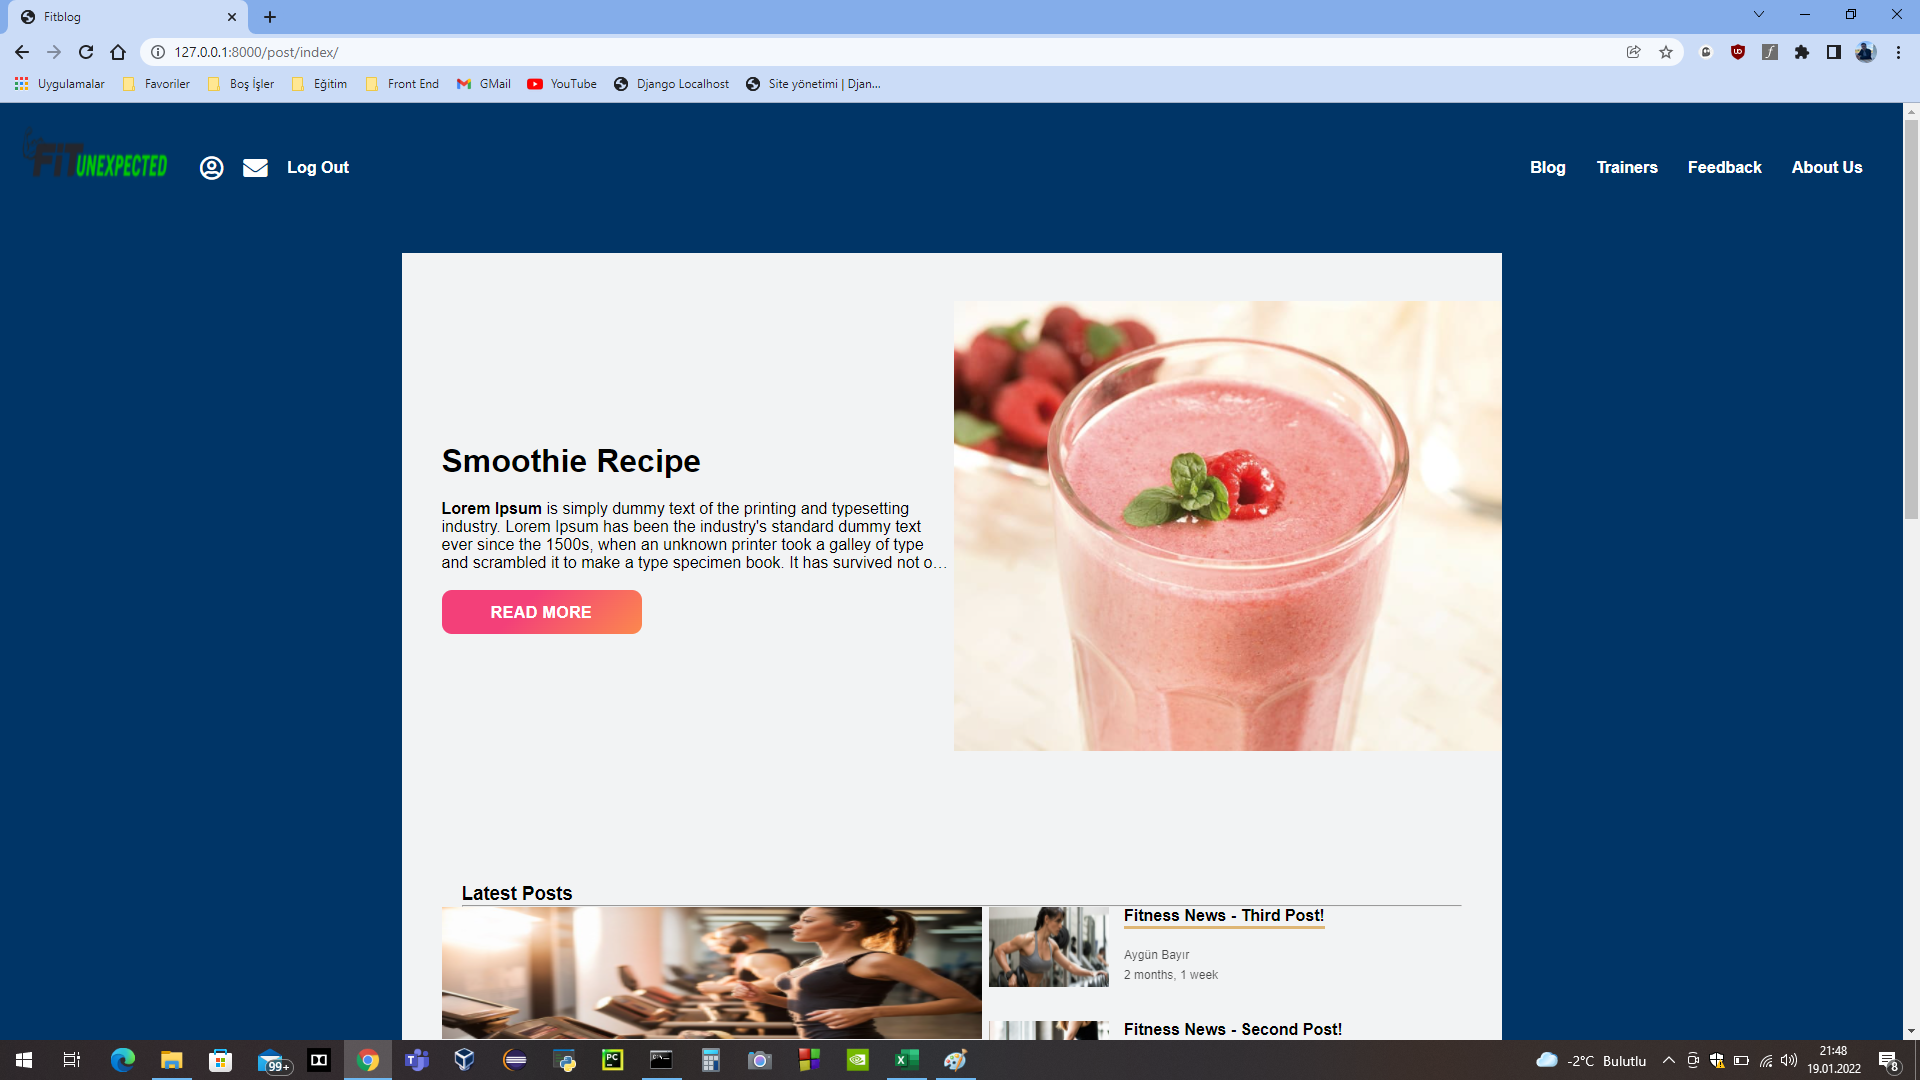 Fitblog
127.0.0.1:8000/post/index/
Uygulamalar Favoriler Boş İşler Eğitim Front End GMail YouTube Django Localhost Site yönetimi | Djan...
FiT UNEXPECTED Log Out Blog Trainers Feedback About Us
Smoothie Recipe
Lorem Ipsum is simply dummy text of the printing and typesetting
industry. Lorem Ipsum has been the industry's standard dummy text
ever since the 1500s, when an unknown printer took a galley of type
and scrambled it to make a type specimen book. It has survived not o...
READ MORE
Latest Posts
Fitness News - Third Post!
Aygün Bayır
2 months, 1 week
Fitness News - Second Post!
99+
-2°C Bulutlu
21:48
19.01.2022
8